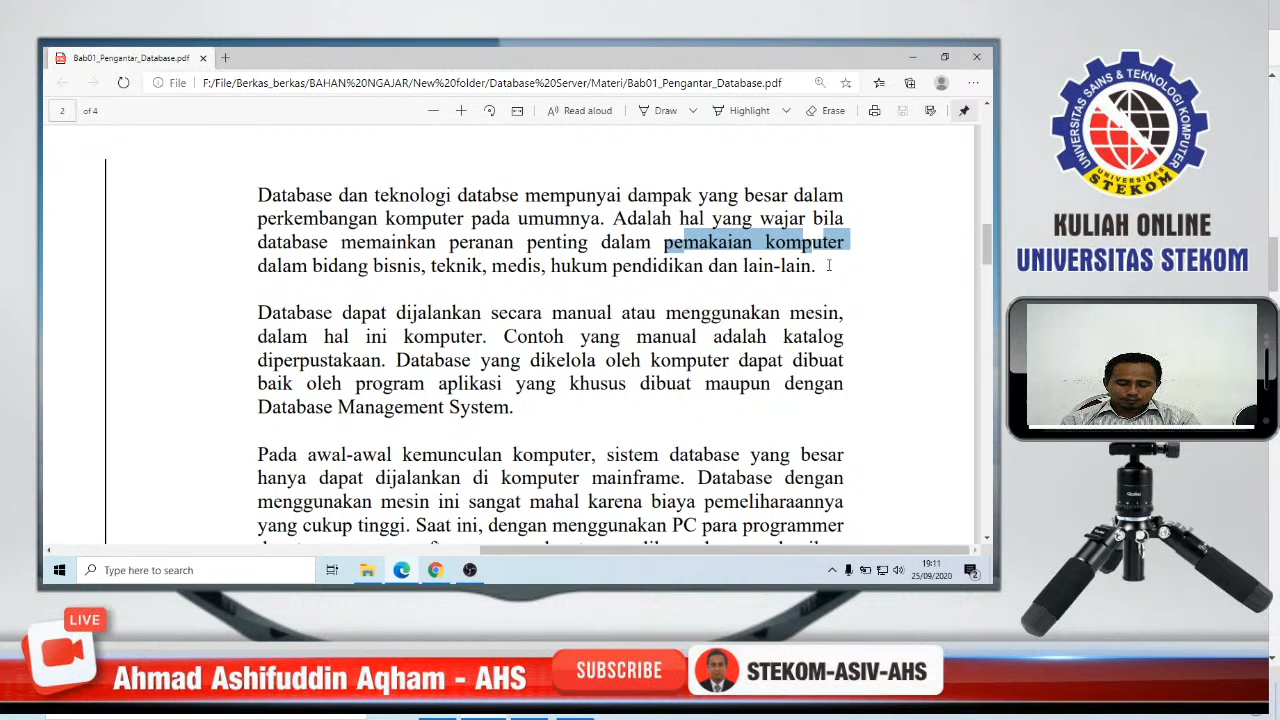 Bab01_Pengantar_Database.pdf
File F:/File/Berkas_berkas/BAHAN%20NGAJAR/New%20folder/Database%20Server/Materi/Bab01_Pengantar_Database.pdf
2 of 4 Read aloud Draw Highlight Erase
Database dan teknologi databse mempunyai dampak yang besar dalam
perkembangan komputer pada umumnya. Adalah hal yang wajar bila
database memainkan peranan penting dalam pemakaian komputer
dalam bidang bisnis, teknik, medis, hukum pendidikan dan lain-lain.
Database dapat dijalankan secara manual atau menggunakan mesin,
dalam hal ini komputer. Contoh yang manual adalah katalog
diperpustakaan. Database yang dikelola oleh komputer dapat dibuat
baik oleh program aplikasi yang khusus dibuat maupun dengan
Database Management System.
Pada awal-awal kemunculan komputer, sistem database yang besar
hanya dapat dijalankan di komputer mainframe. Database dengan
menggunakan mesin ini sangat mahal karena biaya pemeliharaannya
yang cukup tinggi. Saat ini, dengan menggunakan PC para programmer
Type here to search
19:11
25/09/2020
2
UNIVERSITAS SAINS & TEKNOLOGI KOMPUTER
UNIVERSITAS
STEKOM
KULIAH ONLINE
UNIVERSITAS STEKOM
LIVE
Ahmad Ashifuddin Aqham - AHS
SUBSCRIBE
STEKOM-ASIV-AHS